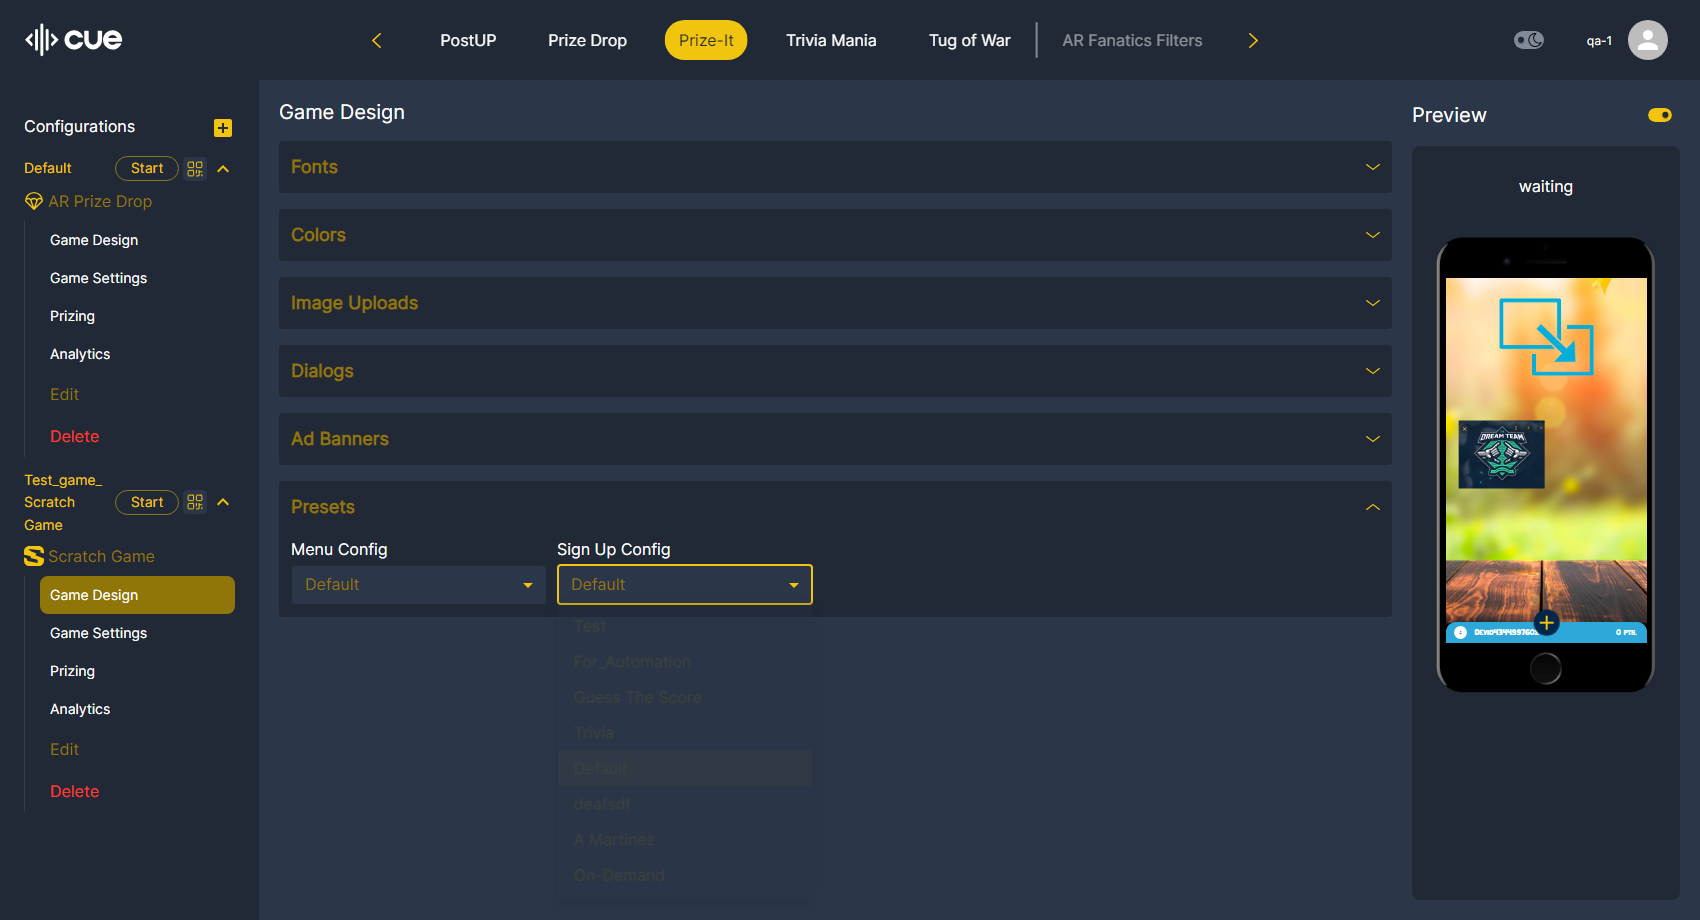 cue
PostUP
Prize Drop
Prize-It
Trivia Mania
Tug of War
AR Fanatics Filters
qa-1
Configurations
Default
Start
AR Prize Drop
Game Design
Game Settings
Prizing
Analytics
Edit
Delete
Test_game_
Scratch
Game
Start
Scratch Game
Game Design
Game Settings
Prizing
Analytics
Edit
Delete
Game Design
Fonts
Colors
Image Uploads
Dialogs
Ad Banners
Presets
Menu Config
Default
Sign Up Config
Default
Test
For_Automation
Guess The Score
Trivia
Default
deafsdf
A Martinez
On-Demand
Preview
waiting
DREAM TEAM
0 PTS.